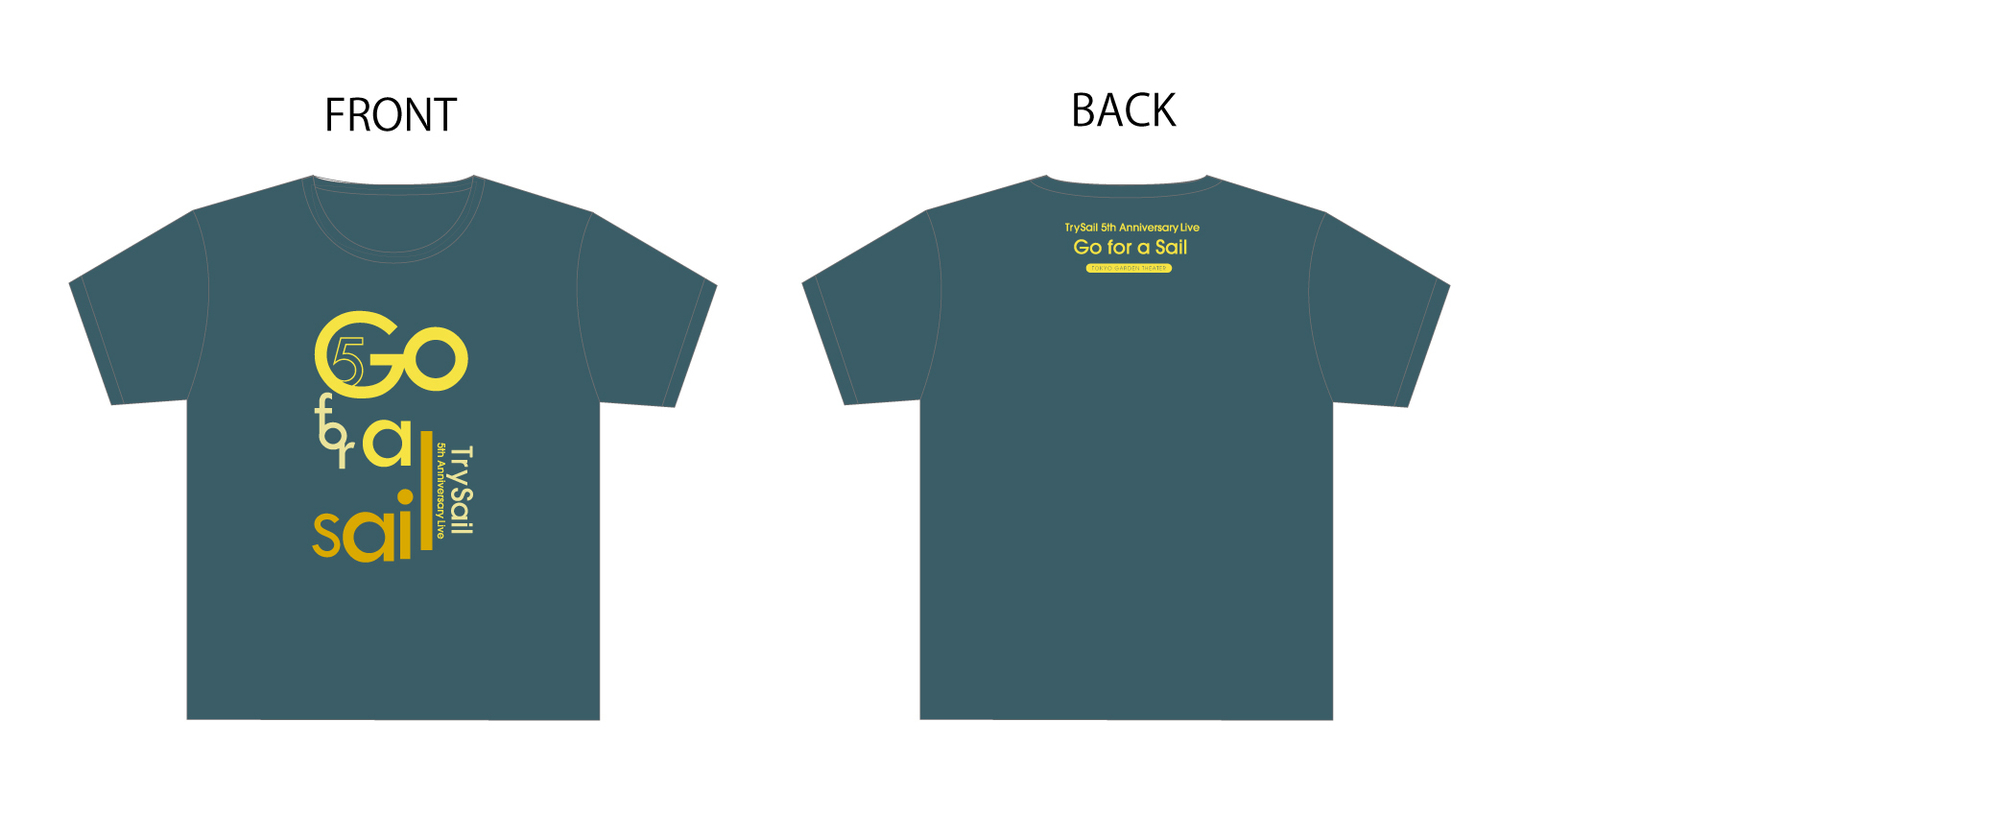 FRONT
BACK
Go
5
for a
sail
TrySail
5th Anniversary Live
TrySail 5th Anniversary Live
Go for a Sail
TOKYO GARDEN THEATER